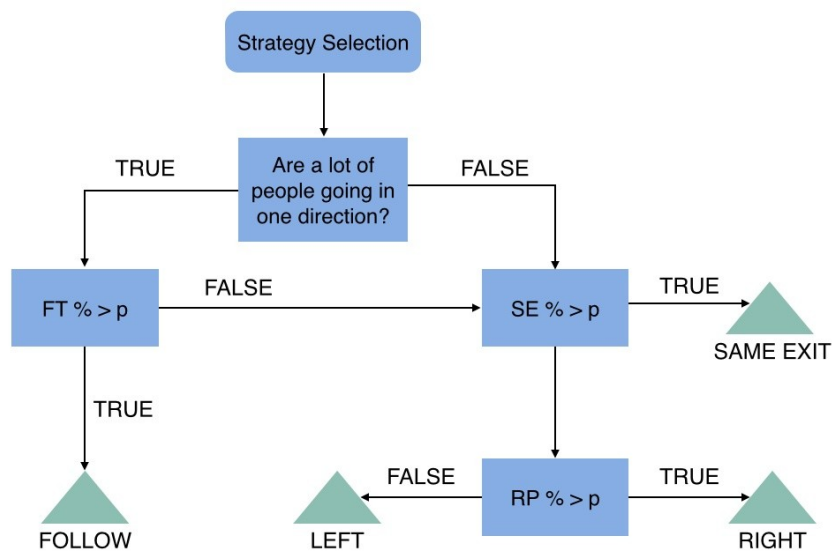 Strategy Selection
Are a lot of
people going in
one direction?
TRUE
FALSE
FT % > p
FALSE
SE % > p
TRUE
SAME EXIT
TRUE
FALSE
RP % > p
TRUE
FOLLOW
LEFT
RIGHT